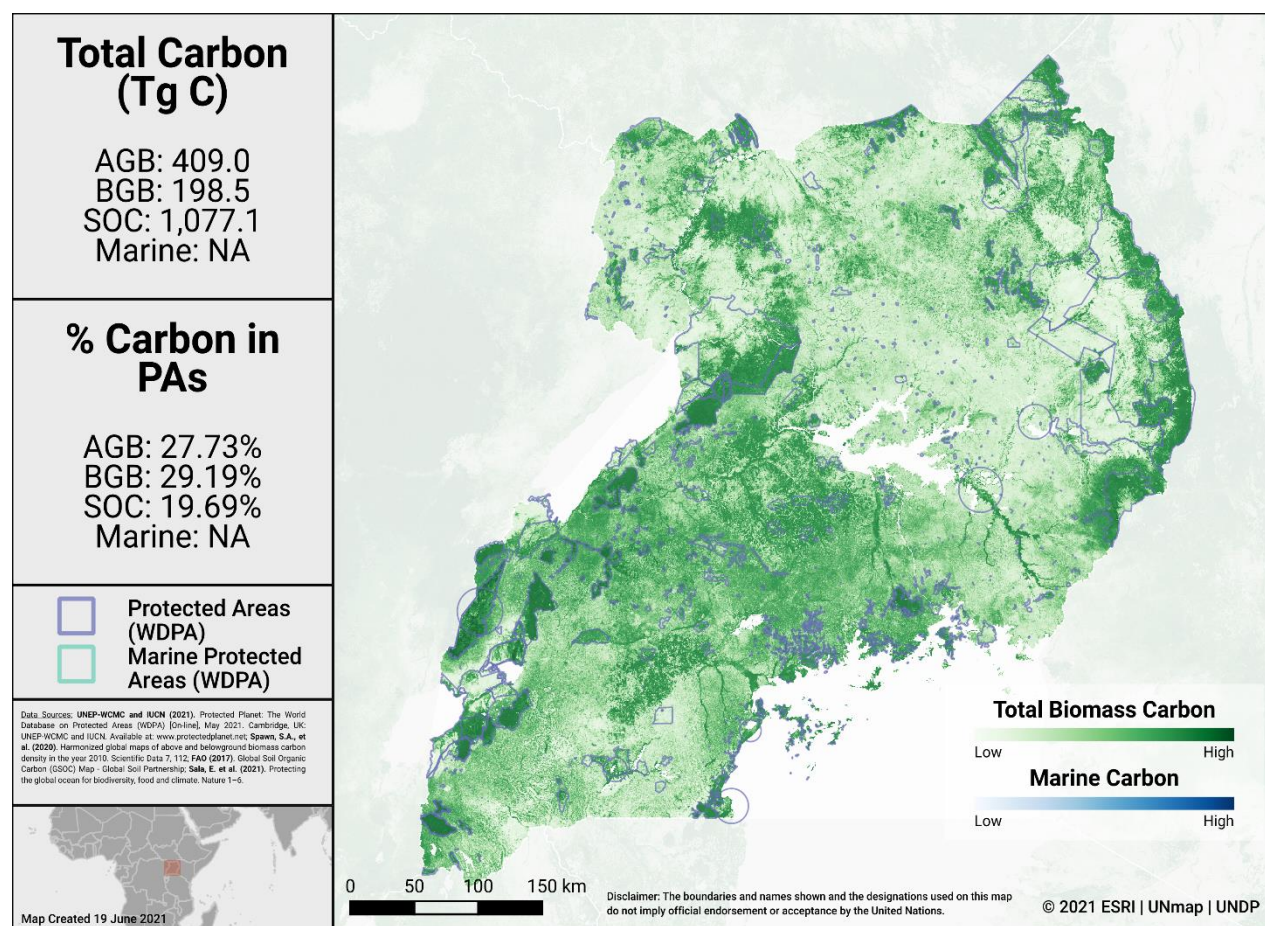 Total Carbon
(Tg C)
AGB: 409.0
BGB: 198.5
SOC: 1,077.1
Marine: NA
% Carbon in
PAs
AGB: 27.73%
BGB: 29.19%
SOC: 19.69%
Marine: NA
Protected Areas
(WDPA)
Marine Protected
Areas (WDPA)
Data Sources: UNEP-WCMC and IUCN (2021). Protected Planet: The World
Database on Protected Areas (WDPA) [On-line], May 2021. Cambridge, UK:
UNEP-WCMC and IUCN. Available at: www.protectedplanet.net; Spawn, S.A., et
al. (2020). Harmonized global maps of above and belowground biomass carbon
density in the year 2010. Scientific Data 7, 112; FAO (2017). Global Soil Organic
Carbon (GSOC) Map - Global Soil Partnership; Sala, E. et al. (2021). Protecting
the global ocean for biodiversity, food and climate. Nature 1–6.
Map Created 19 June 2021
0 50 100 150 km
Disclaimer: The boundaries and names shown and the designations used on this map
do not imply official endorsement or acceptance by the United Nations.
Total Biomass Carbon
Low High
Marine Carbon
Low High
© 2021 ESRI | UNmap | UNDP